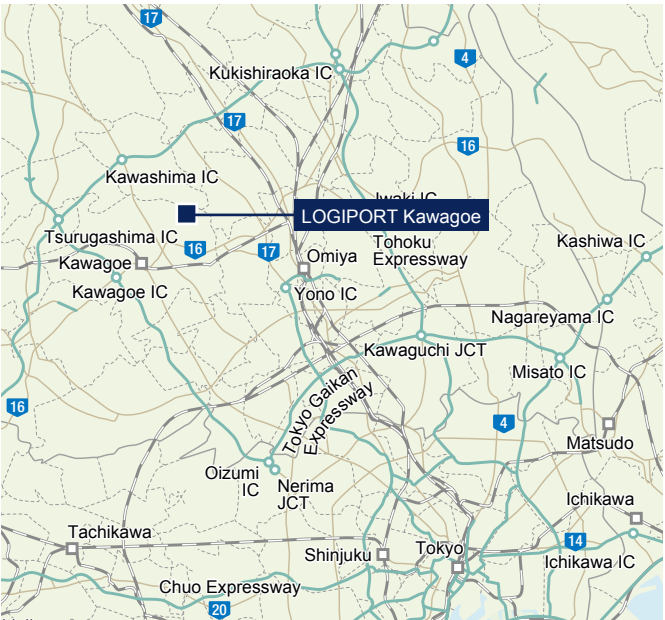 17
4
Kukishiraoka IC
17
16
Kawashima IC
Iwaki IC
LOGIPORT Kawagoe
Tsurugashima IC
16
17
Tohoku
Expressway
Kashiwa IC
Kawagoe
Omiya
Kawagoe IC
Yono IC
Nagareyama IC
Kawaguchi JCT
Misato IC
16
Tokyo Gaikan
Expressway
4
Matsudo
Oizumi
IC
Nerima
JCT
Ichikawa
Tachikawa
Shinjuku
Tokyo
14
Ichikawa IC
Chuo Expressway
20